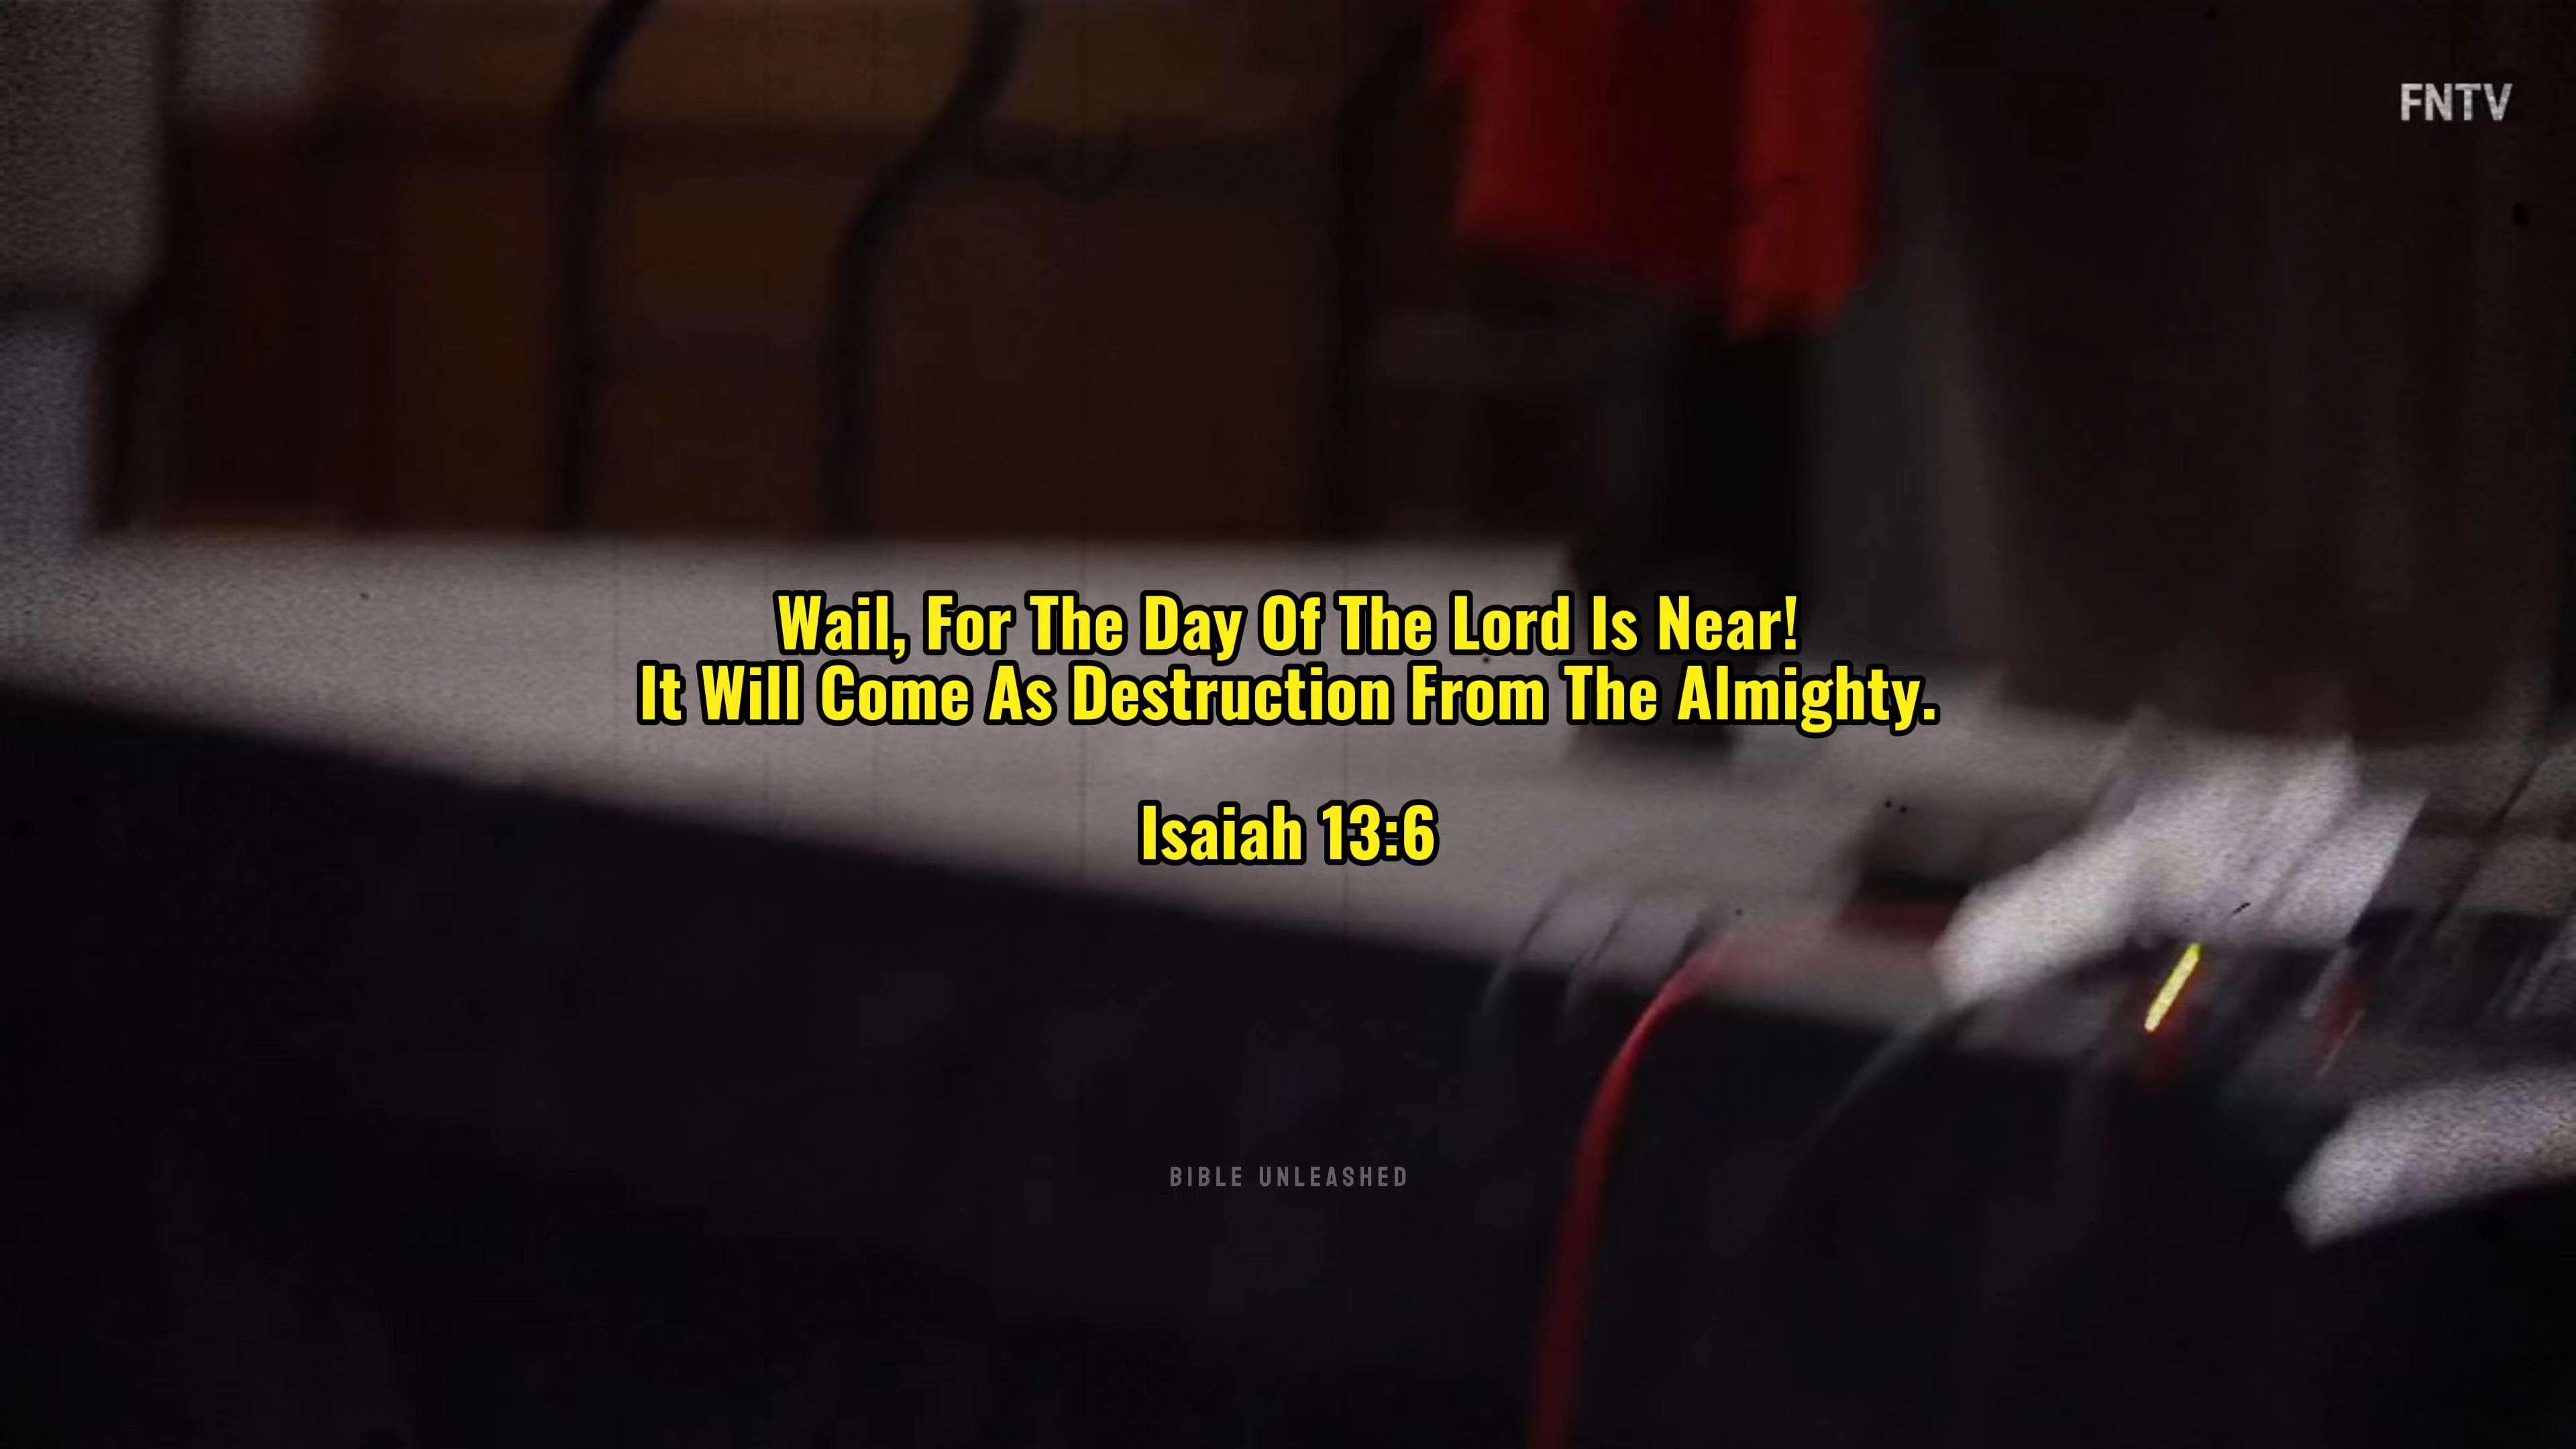 FNTV
Wail, For The Day Of The Lord Is Near!
It Will Come As Destruction From The Almighty.
Isaiah 13:6
BIBLE UNLEASHED